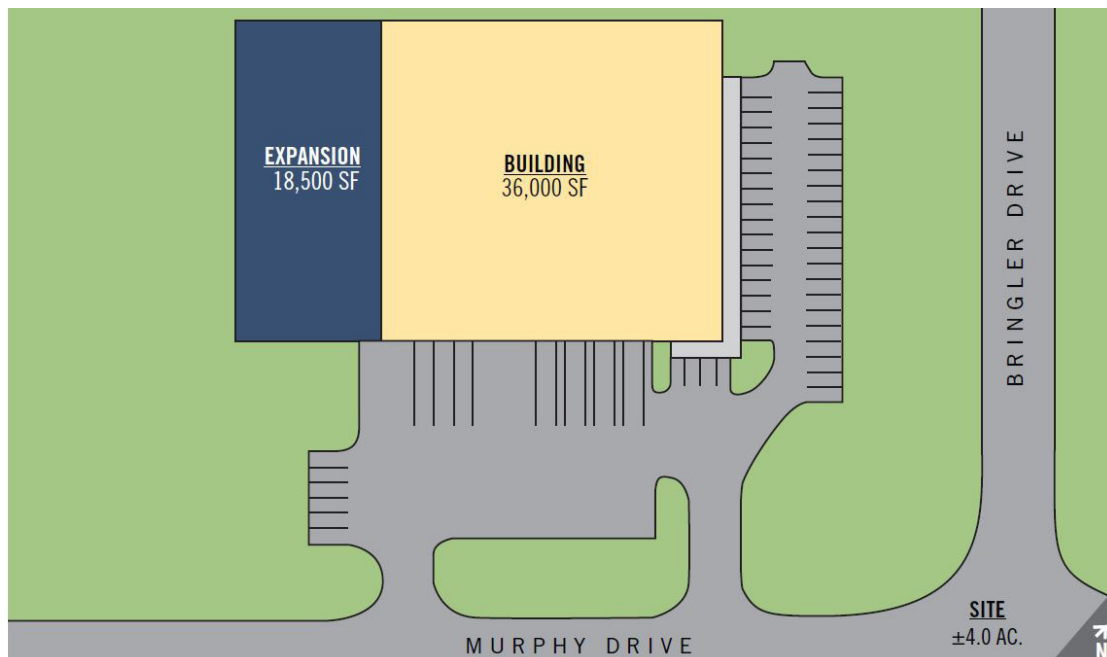 EXPANSION
18,500 SF
BUILDING
36,000 SF
BRINGLER DRIVE
SITE
±4.0 AC.
MURPHY DRIVE
N